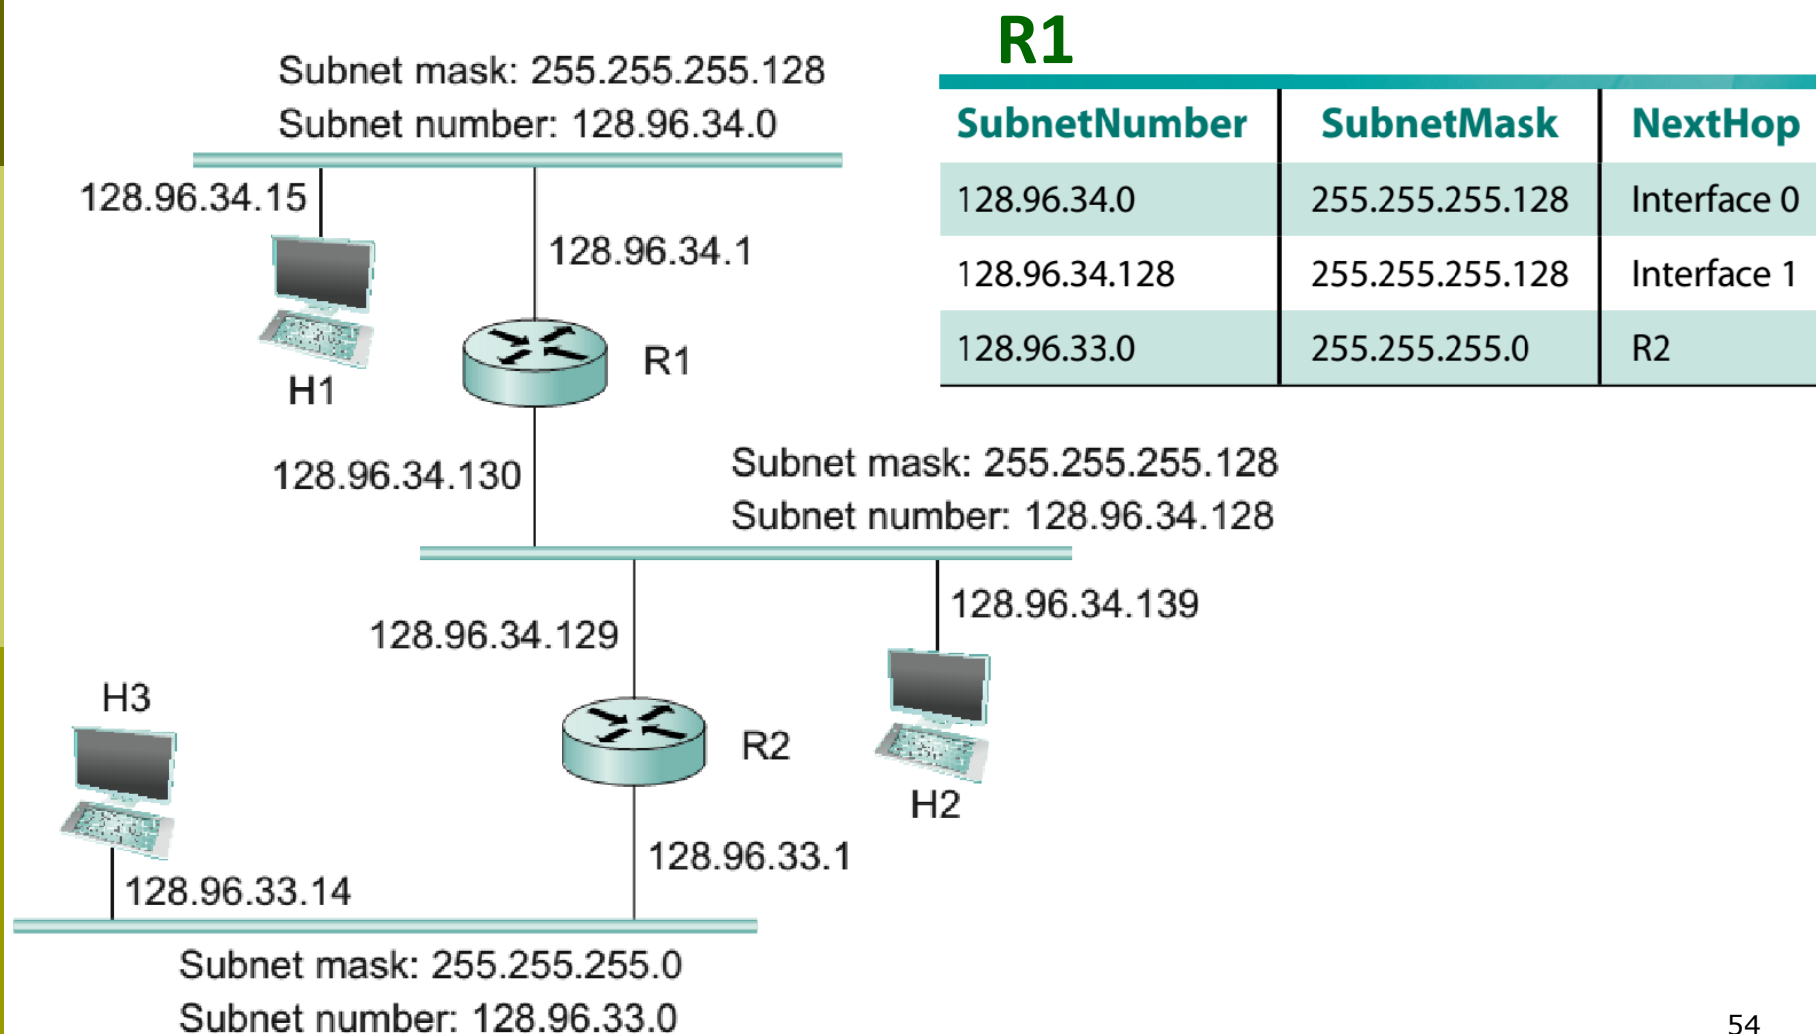 R1
Subnet mask: 255.255.255.128
Subnet number: 128.96.34.0
SubnetNumber SubnetMask NextHop
128.96.34.0 255.255.255.128 Interface 0
128.96.34.128 255.255.255.128 Interface 1
128.96.33.0 255.255.255.0 R2
128.96.34.15
128.96.34.1
H1
R1
128.96.34.130
Subnet mask: 255.255.255.128
Subnet number: 128.96.34.128
128.96.34.129
128.96.34.139
H3
R2
H2
128.96.33.1
128.96.33.14
Subnet mask: 255.255.255.0
Subnet number: 128.96.33.0
54